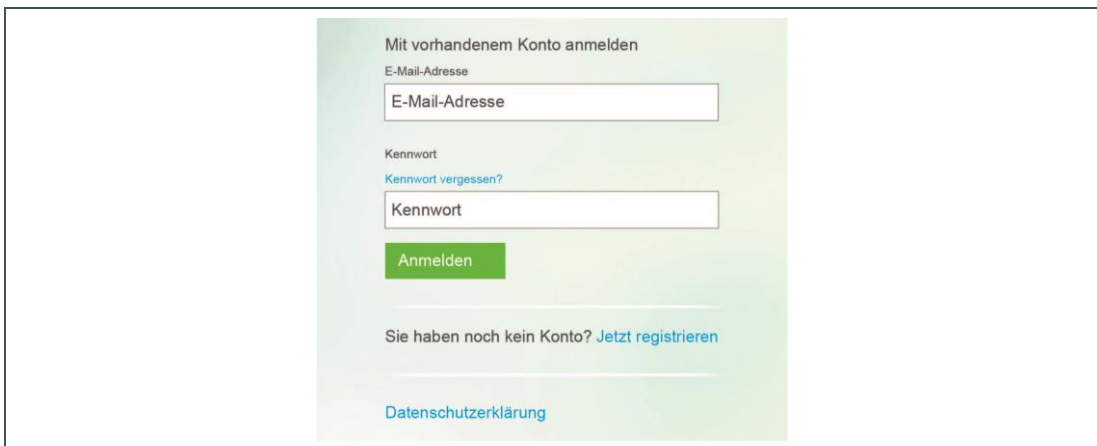 Mit vorhandenem Konto anmelden
E-Mail-Adresse
E-Mail-Adresse
Kennwort
Kennwort vergessen?
Kennwort
Anmelden
Sie haben noch kein Konto? Jetzt registrieren
Datenschutzerklärung